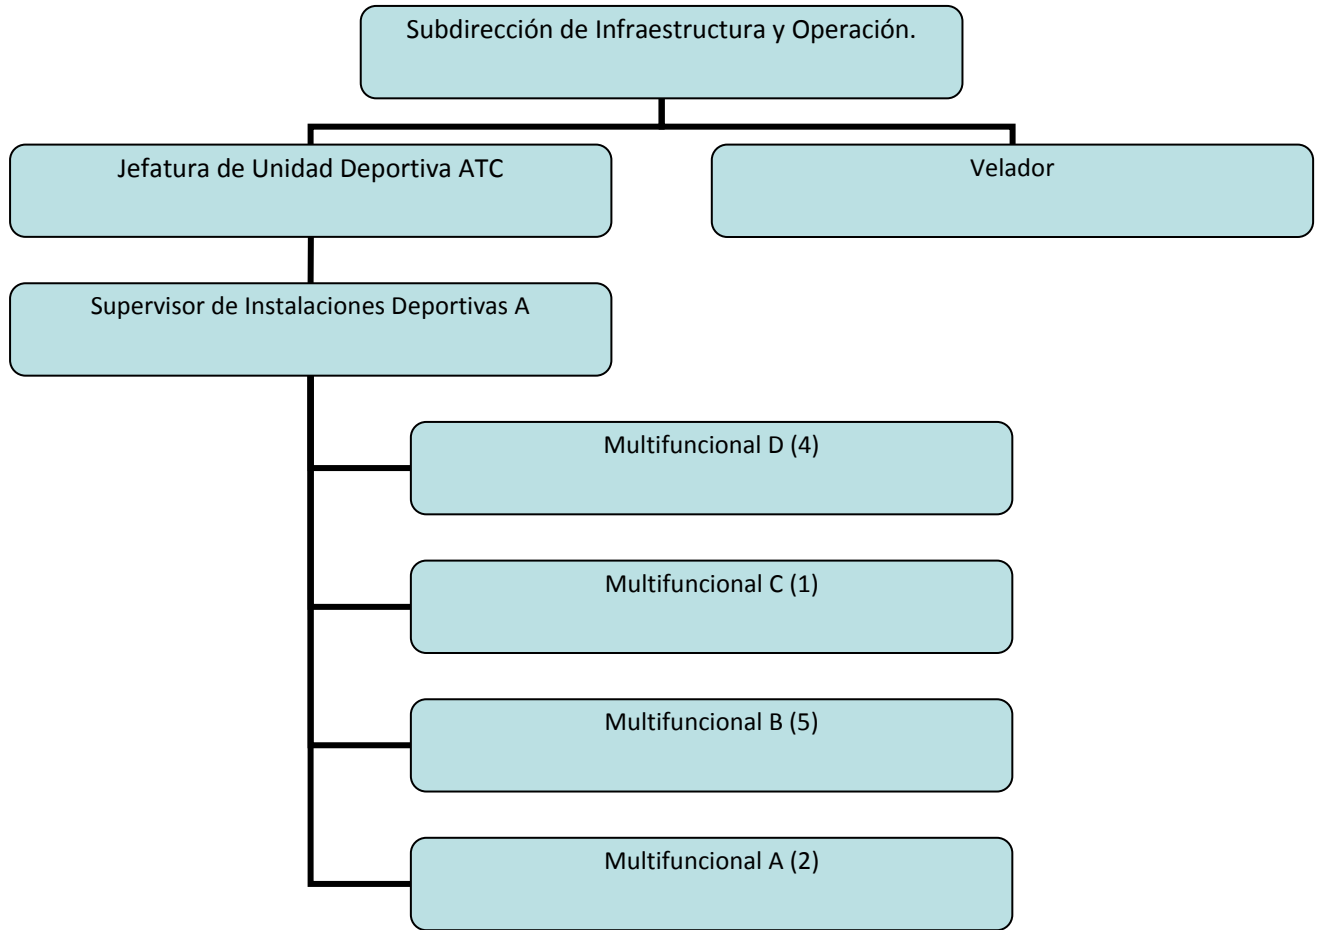 Subdirección de Infraestructura y Operación.
Jefatura de Unidad Deportiva ATC
Velador
Supervisor de Instalaciones Deportivas A
Multifuncional D (4)
Multifuncional C (1)
Multifuncional B (5)
Multifuncional A (2)